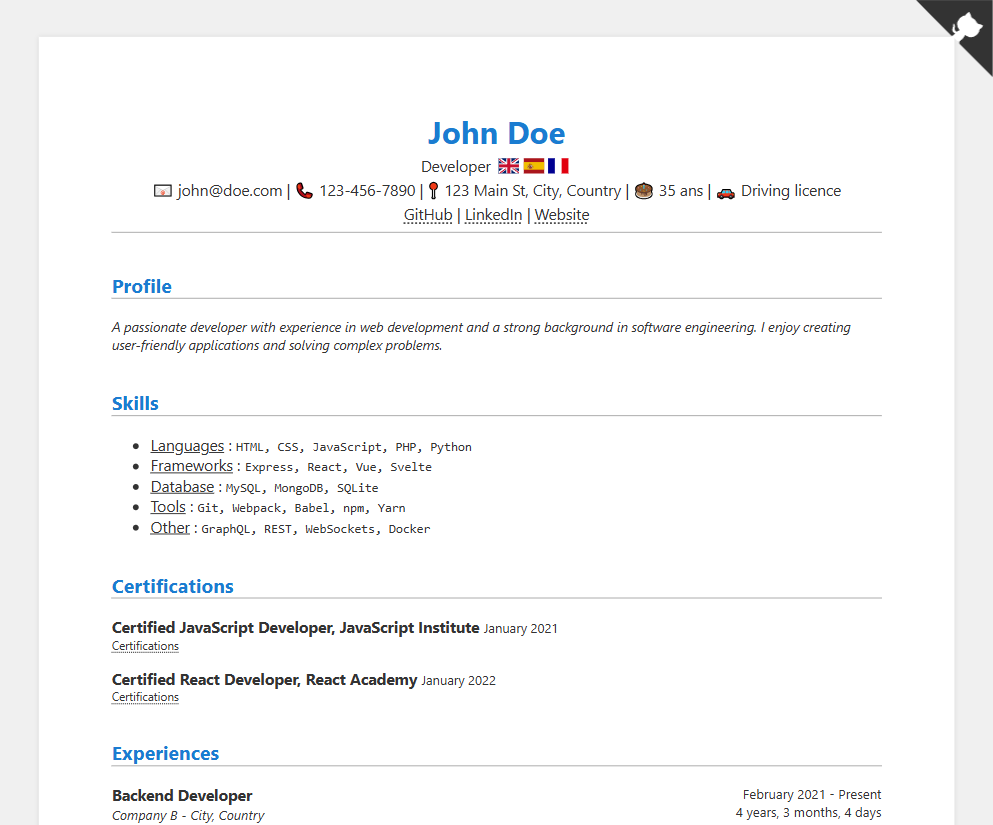 John Doe
Developer
john@doe.com | 123-456-7890 | 123 Main St, City, Country | 35 ans | Driving licence
GitHub | LinkedIn | Website
Profile
A passionate developer with experience in web development and a strong background in software engineering. I enjoy creating
user-friendly applications and solving complex problems.
Skills
Languages : HTML, CSS, JavaScript, PHP, Python
Frameworks : Express, React, Vue, Svelte
Database : MySQL, MongoDB, SQLite
Tools : Git, Webpack, Babel, npm, Yarn
Other : GraphQL, REST, WebSockets, Docker
Certifications
Certified JavaScript Developer, JavaScript Institute January 2021
Certifications
Certified React Developer, React Academy January 2022
Certifications
Experiences
Backend Developer February 2021 - Present
Company B - City, Country 4 years, 3 months, 4 days